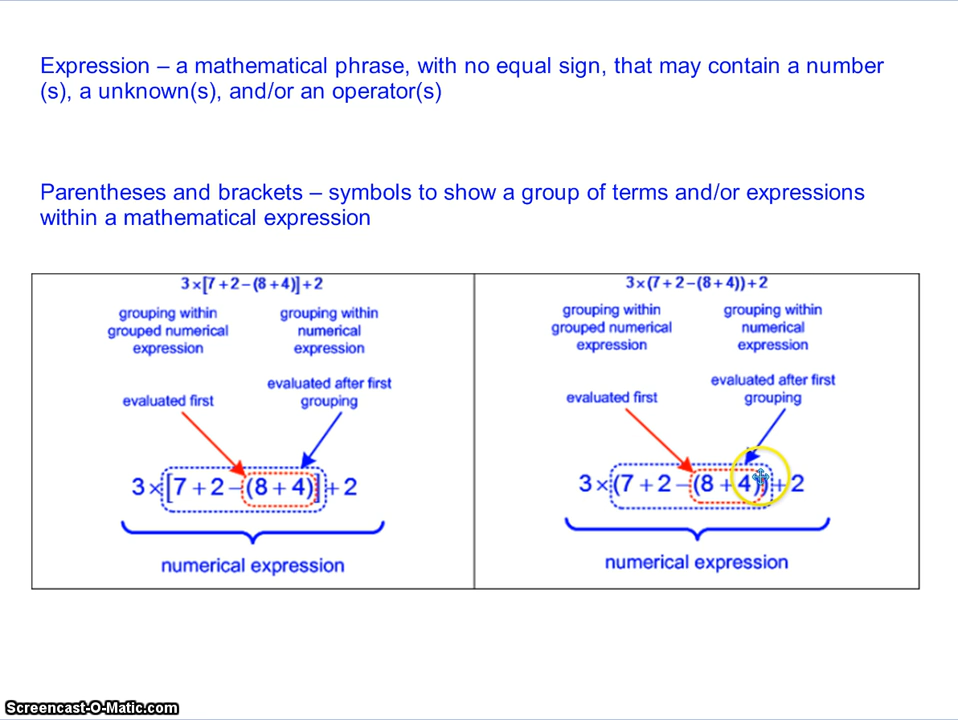 Expression – a mathematical phrase, with no equal sign, that may contain a number
(s), a unknown(s), and/or an operator(s)
Parentheses and brackets – symbols to show a group of terms and/or expressions
within a mathematical expression
3×[7+2–(8+4)]+2
grouping within
grouped numerical
expression
grouping within
numerical
expression
evaluated first
evaluated after first
grouping
3×[7+2–(8+4)]+2
numerical expression
3×(7+2–(8+4))+2
grouping within
grouped numerical
expression
grouping within
numerical
expression
evaluated first
evaluated after first
grouping
3×(7+2–(8+4))+2
numerical expression
Screencast-O-Matic.com